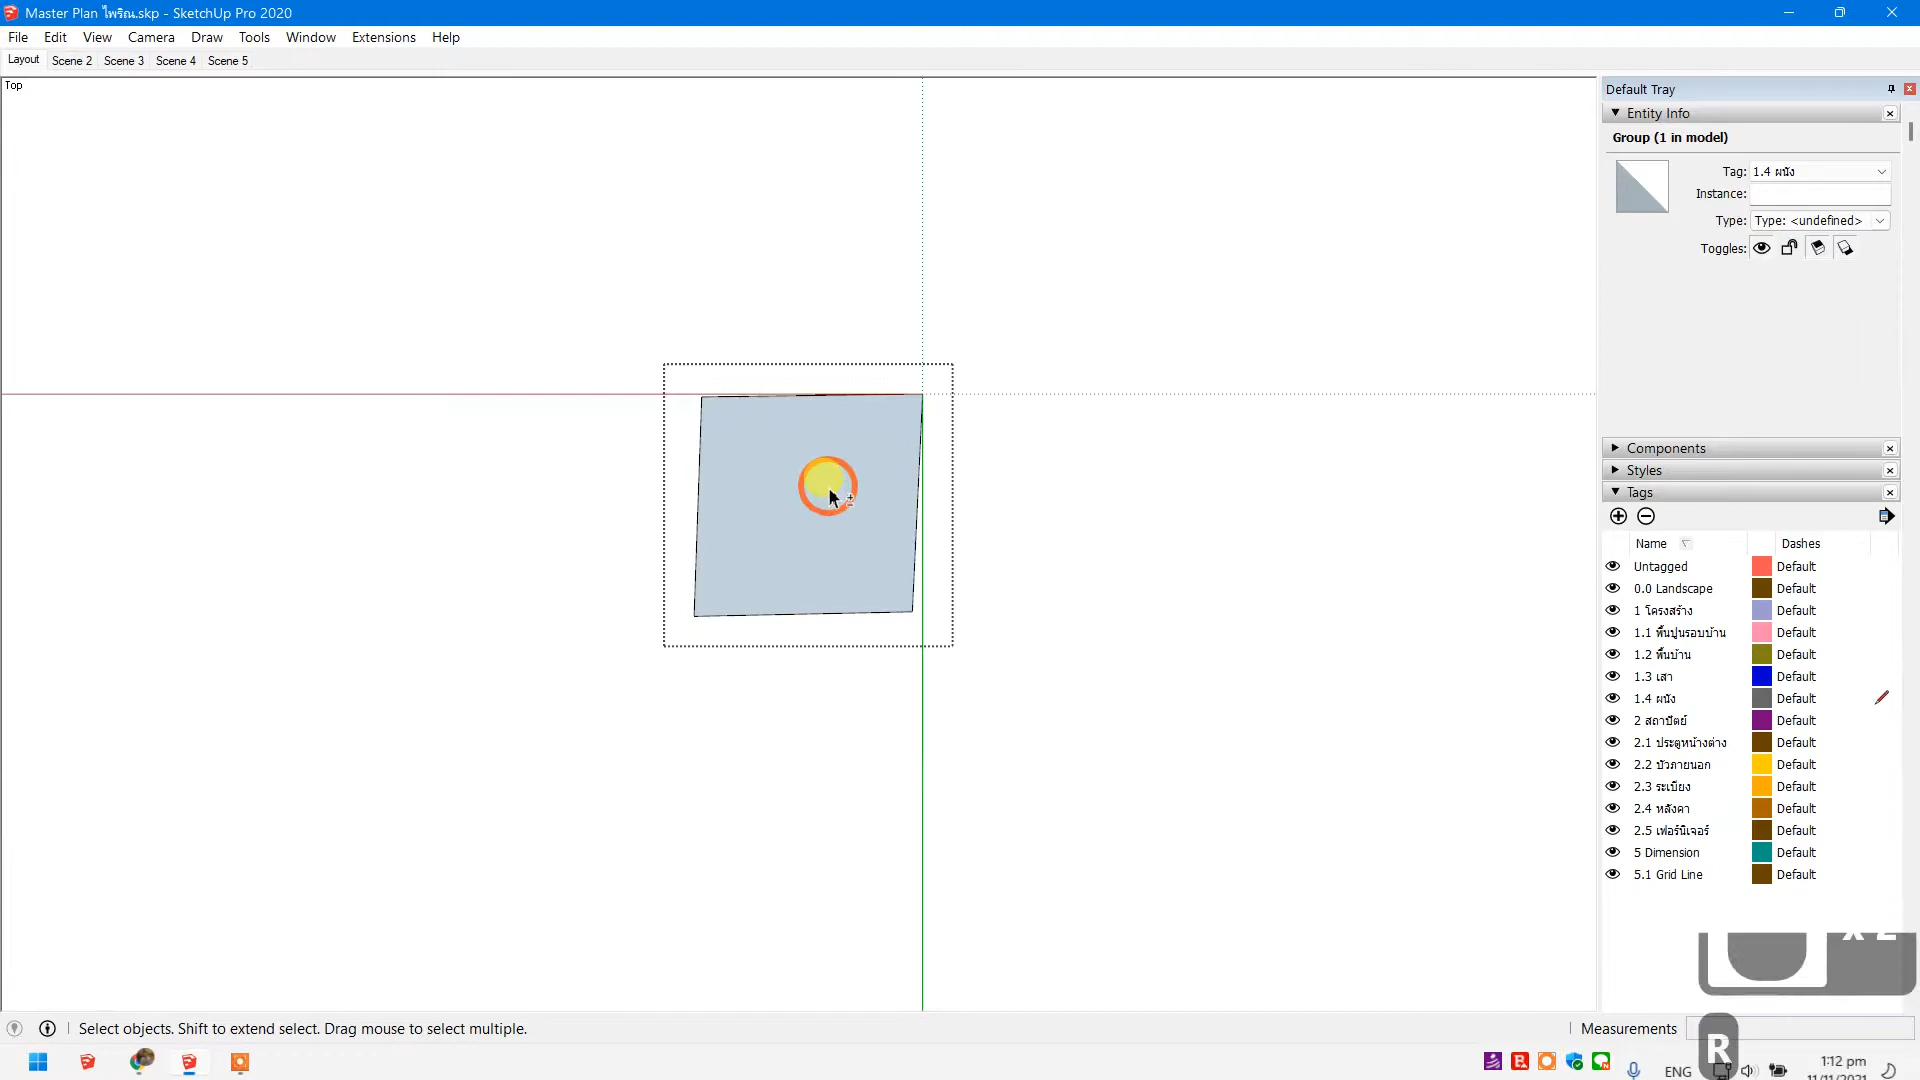 Master Plan ไพริณ.skp - SketchUp Pro 2020
File Edit View Camera Draw Tools Window Extensions Help
Layout Scene 2 Scene 3 Scene 4 Scene 5
Top
Default Tray
Entity Info
Group (1 in model)
Tag: 1.4 ผนัง
Instance:
Type: Type: <undefined>
Toggles:
Components
Styles
Tags
Name Dashes
Untagged Default
0.0 Landscape Default
1 โครงสร้าง Default
1.1 พื้นปูนรอบบ้าน Default
1.2 พื้นบ้าน Default
1.3 เสา Default
1.4 ผนัง Default
2 สถาปัตย์ Default
2.1 ประตูหน้าต่าง Default
2.2 บัวภายนอก Default
2.3 ระเบียง Default
2.4 หลังคา Default
2.5 เฟอร์นิเจอร์ Default
5 Dimension Default
5.1 Grid Line Default
x 2
Select objects. Shift to extend select. Drag mouse to select multiple.
Measurements
R
ENG
1:12 pm
11/11/2021